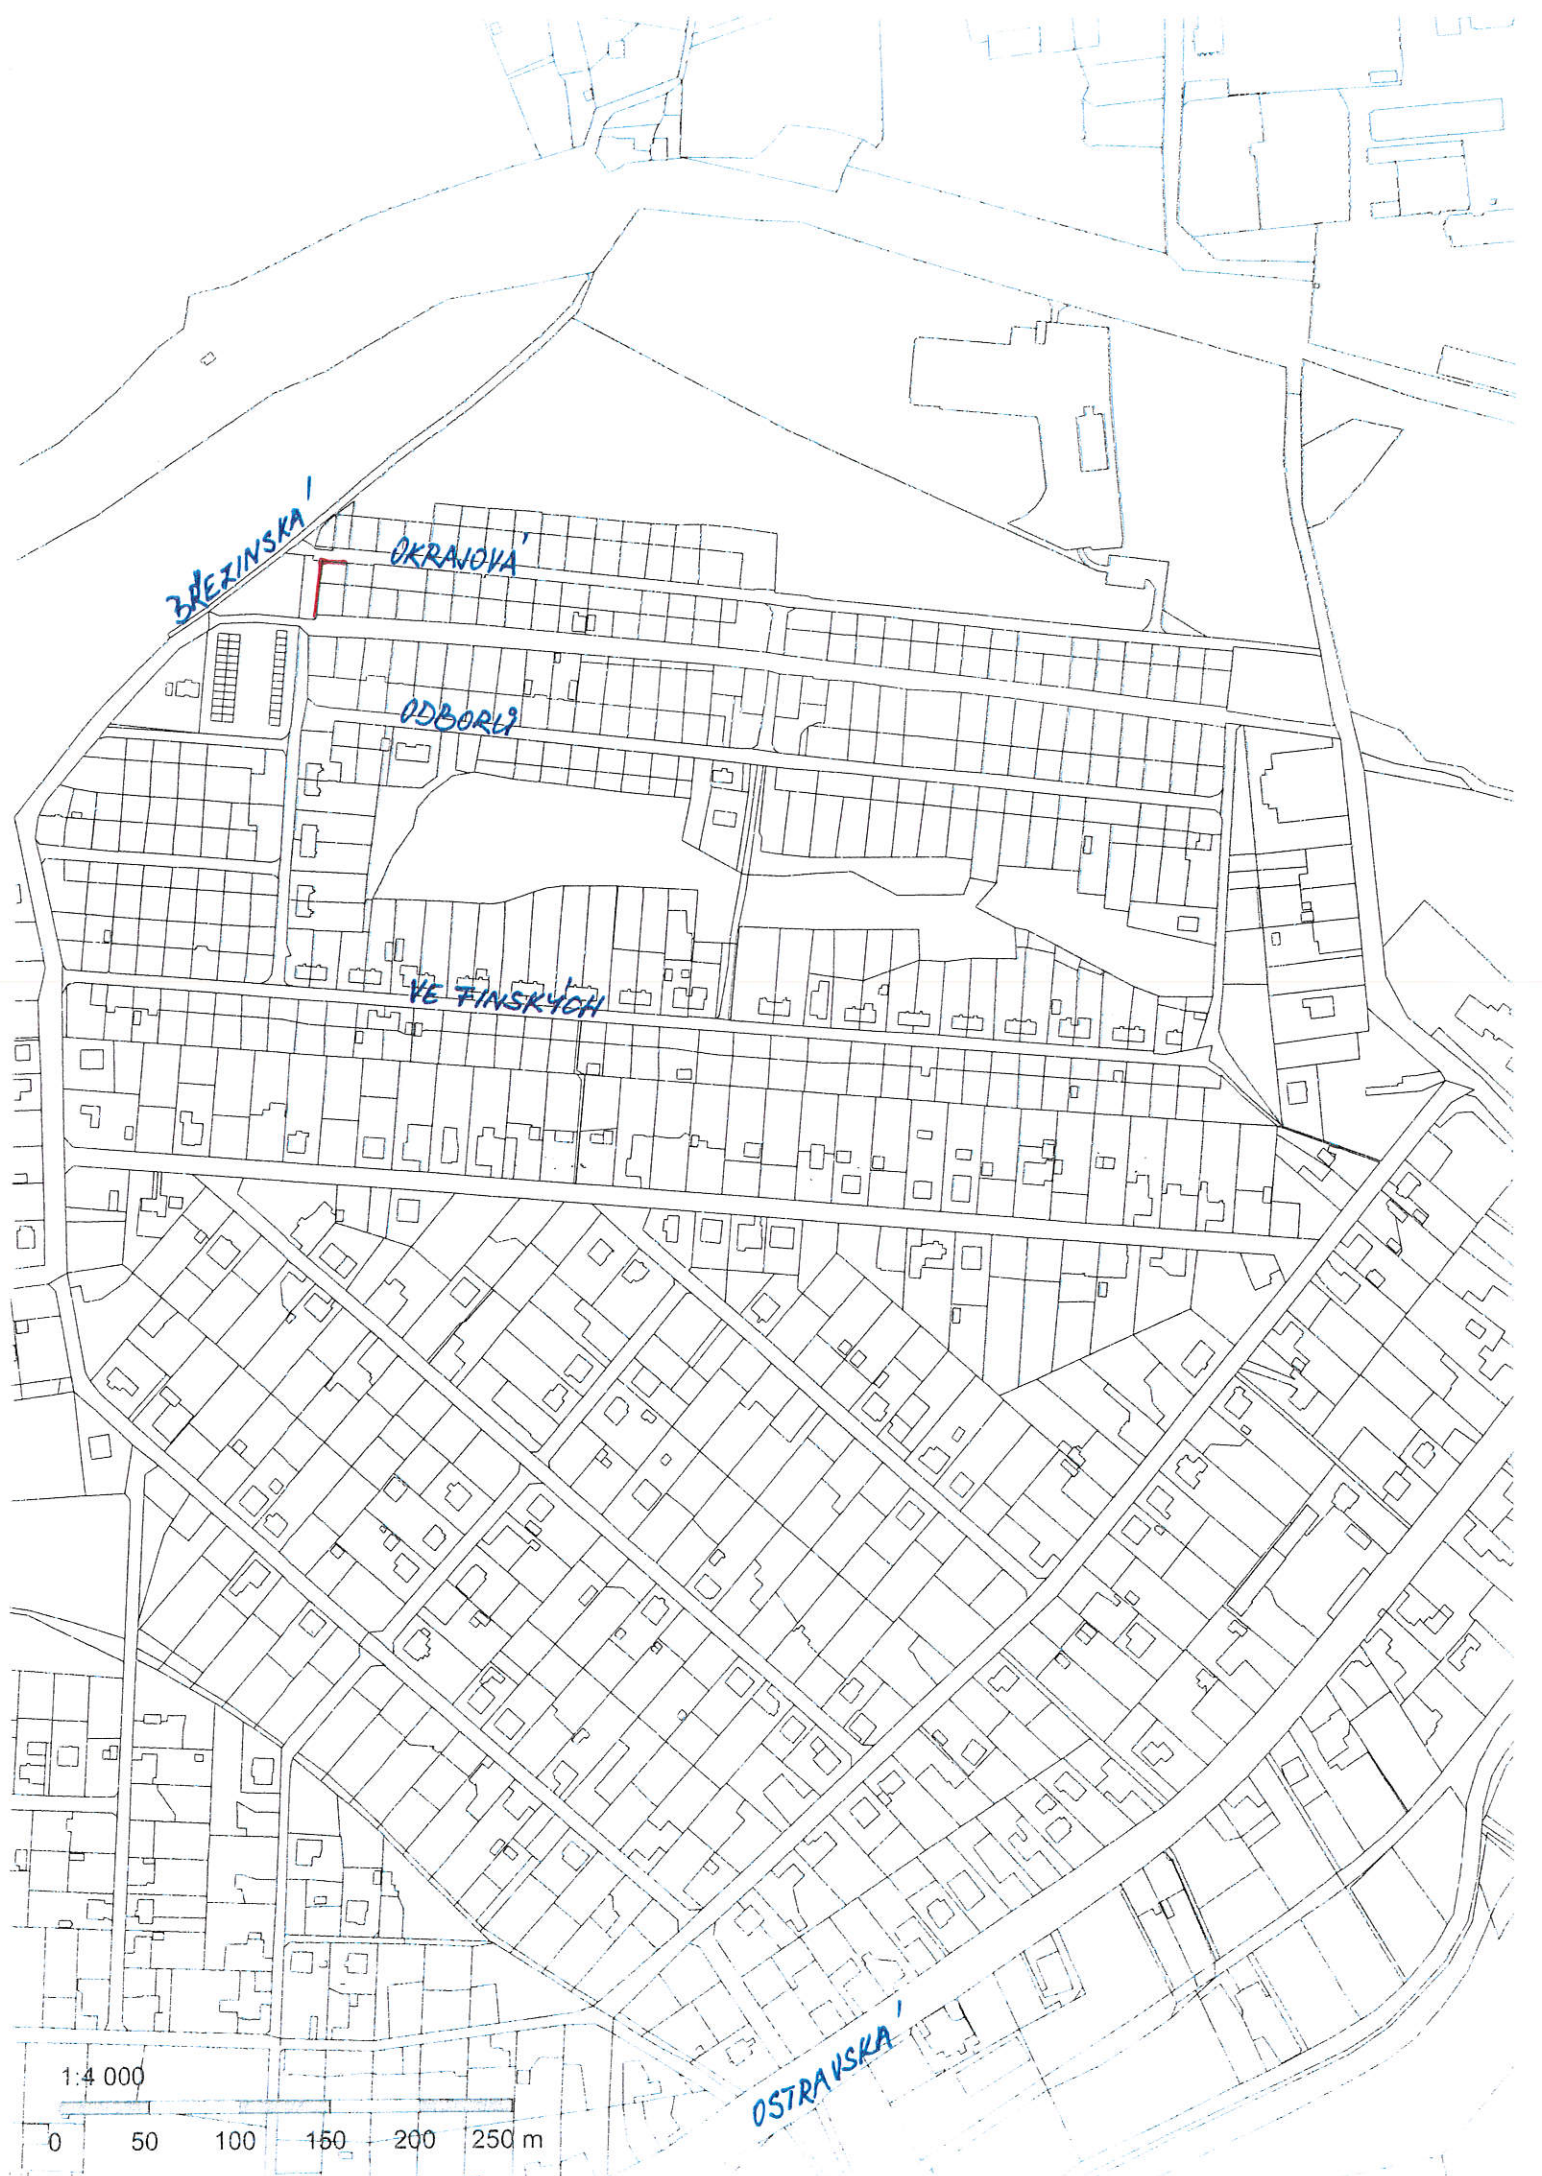 BŘEZINSKÁ
OKRAJOVÁ
ODBORŮ
VE FINSKÝCH
OSTRAVSKÁ
1:4 000
0 50 100 150 200 250 m